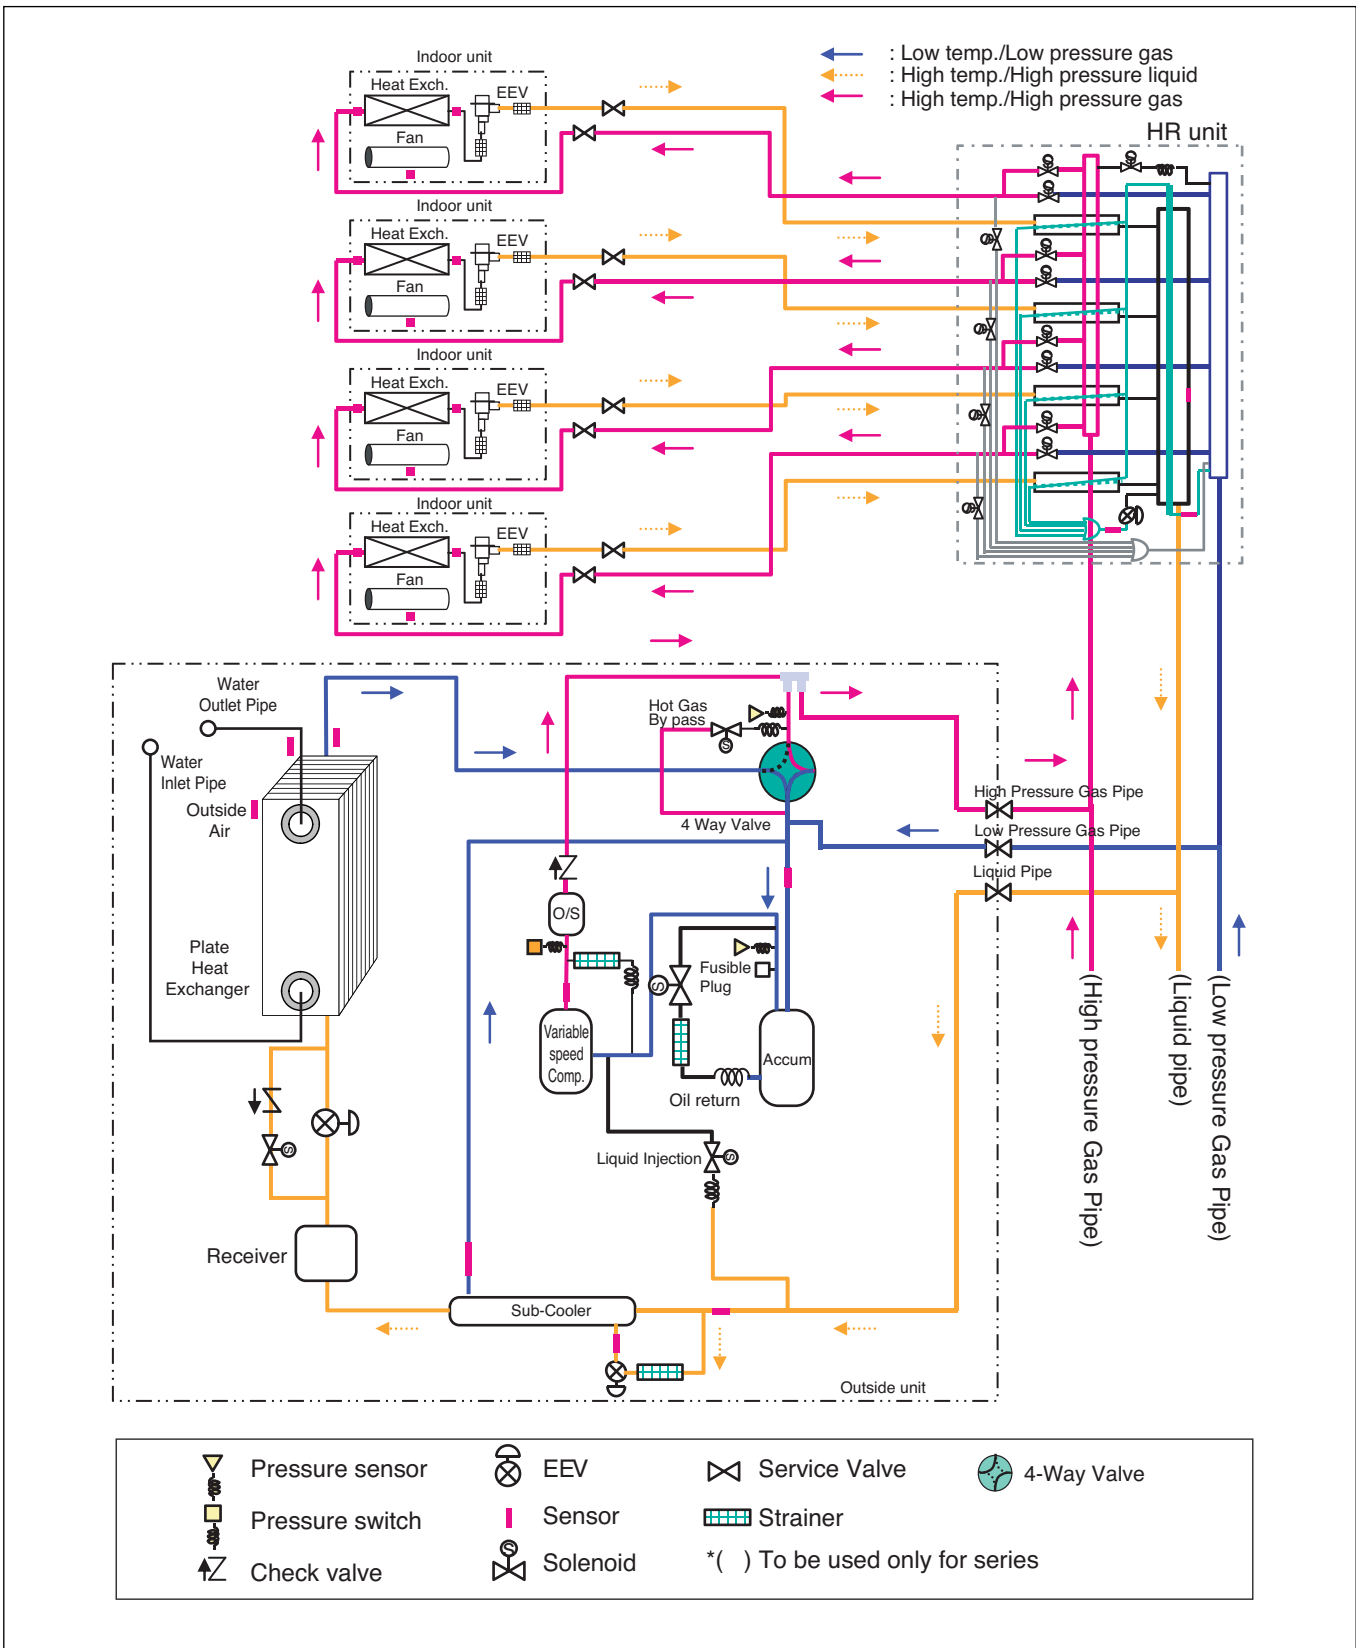 : Low temp./Low pressure gas
: High temp./High pressure liquid
: High temp./High pressure gas
HR unit
Indoor unit
Heat Exch.
EEV
Fan
Indoor unit
Heat Exch.
EEV
Fan
Indoor unit
Heat Exch.
EEV
Fan
Indoor unit
Heat Exch.
EEV
Fan
Water
Outlet Pipe
Water
Inlet Pipe
Outside
Air
Plate
Heat
Exchanger
Hot Gas
By pass
S
4 Way Valve
High Pressure Gas Pipe
Low Pressure Gas Pipe
Liquid Pipe
O/S
S
Fusible
Plug
Variable
speed
Comp.
Accum
Oil return
S
Liquid Injection
S
Receiver
Sub-Cooler
Outside unit
(High pressure Gas Pipe)
(Liquid pipe)
(Low pressure Gas Pipe)
Pressure sensor
EEV
Service Valve
4-Way Valve
Pressure switch
Sensor
Strainer
Check valve
S
Solenoid
*( ) To be used only for series